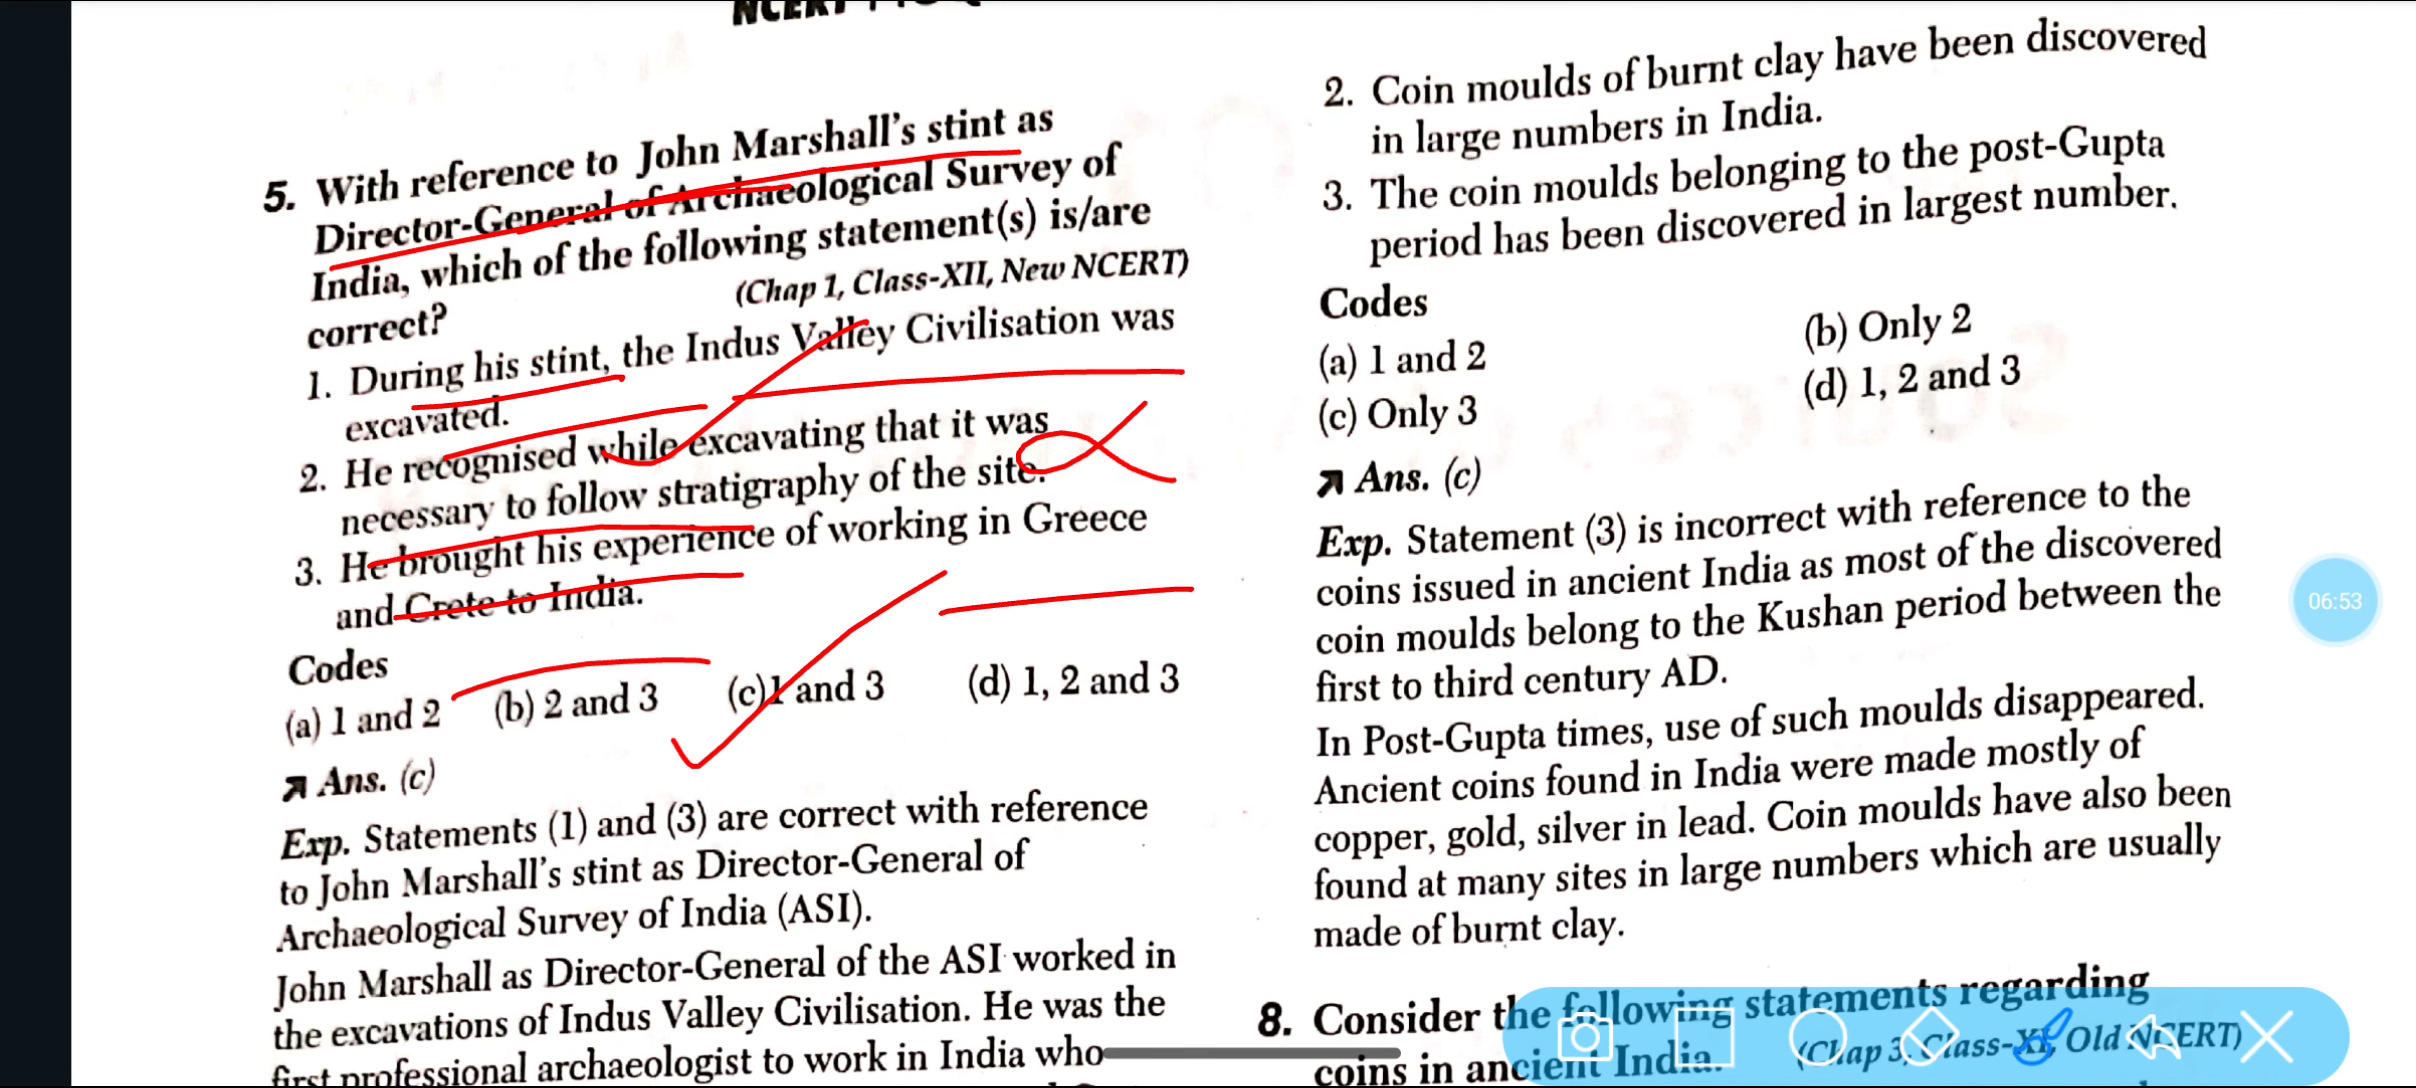 NCERT
5. With reference to John Marshall's stint as
Director-General of Archaeological Survey of
India, which of the following statement(s) is/are
correct?
(Chap 1, Class-XII, New NCERT)
1. During his stint, the Indus Valley Civilisation was
excavated.
2. He recognised while excavating that it was
necessary to follow stratigraphy of the site.
3. He brought his experience of working in Greece
and Crete to India.
Codes
(a) 1 and 2 (b) 2 and 3 (c) 1 and 3 (d) 1, 2 and 3
Ans. (c)
Exp. Statements (1) and (3) are correct with reference
to John Marshall's stint as Director-General of
Archaeological Survey of India (ASI).
John Marshall as Director-General of the ASI worked in
the excavations of Indus Valley Civilisation. He was the
first professional archaeologist to work in India who
2. Coin moulds of burnt clay have been discovered
in large numbers in India.
3. The coin moulds belonging to the post-Gupta
period has been discovered in largest number.
Codes
(a) 1 and 2 (b) Only 2
(c) Only 3 (d) 1, 2 and 3
Ans. (c)
Exp. Statement (3) is incorrect with reference to the
coins issued in ancient India as most of the discovered
coin moulds belong to the Kushan period between the
first to third century AD.
In Post-Gupta times, use of such moulds disappeared.
Ancient coins found in India were made mostly of
copper, gold, silver in lead. Coin moulds have also been
found at many sites in large numbers which are usually
made of burnt clay.
8. Consider the following statements regarding
coins in ancient India.
(Chap 3, Class-XI, Old NCERT)
06:53